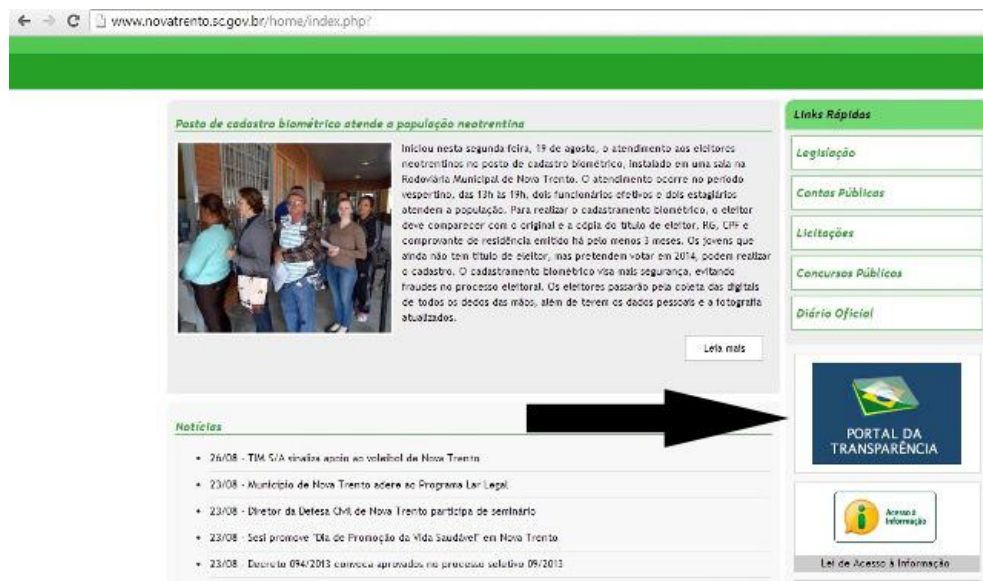 www.novatrento.sc.gov.br/home/index.php?
Posto de cadastro biométrico atende a população neotrentina
Iniciou nesta segunda feira, 19 de agosto, o atendimento aos eleitores
neotrentinos no posto de cadastro biométrico, instalado em uma sala na
Rodoviária Municipal de Nova Trento. O atendimento ocorre no período
vespertino, das 13h às 19h, dois funcionários efetivos e dois estagiários
atendem a população. Para realizar o cadastramento biométrico, o eleitor
deve comparecer com o original e a cópia do título de eleitor, RG, CPF e
comprovante de residência emitido há pelo menos 3 meses. Os jovens que
ainda não tem título de eleitor, mas pretendem votar em 2014, podem realizar
o cadastro. O cadastramento biométrico visa mais segurança, evitando
fraudes no processo eleitoral. Os eleitores passarão pela coleta das digitais
de todos os dedos das mãos, além de terem os dados pessoais e a fotografia
atualizados.
Leia mais
Notícias
• 26/08 - TIM S/A sinaliza apoio ao voleibol de Nova Trento
• 23/08 - Município de Nova Trento adere ao Programa Lar Legal
• 23/08 - Diretor da Defesa Civil de Nova Trento participa de seminário
• 23/08 - Sesi promove "Dia de Promoção da Vida Saudável" em Nova Trento
• 23/08 - Decreto 094/2013 convoca aprovados no processo seletivo 09/2013
Links Rápidos
Legislação
Contas Públicas
Licitações
Concursos Públicos
Diário Oficial
PORTAL DA
TRANSPARÊNCIA
Acesso à
Informação
Lei de Acesso à Informação